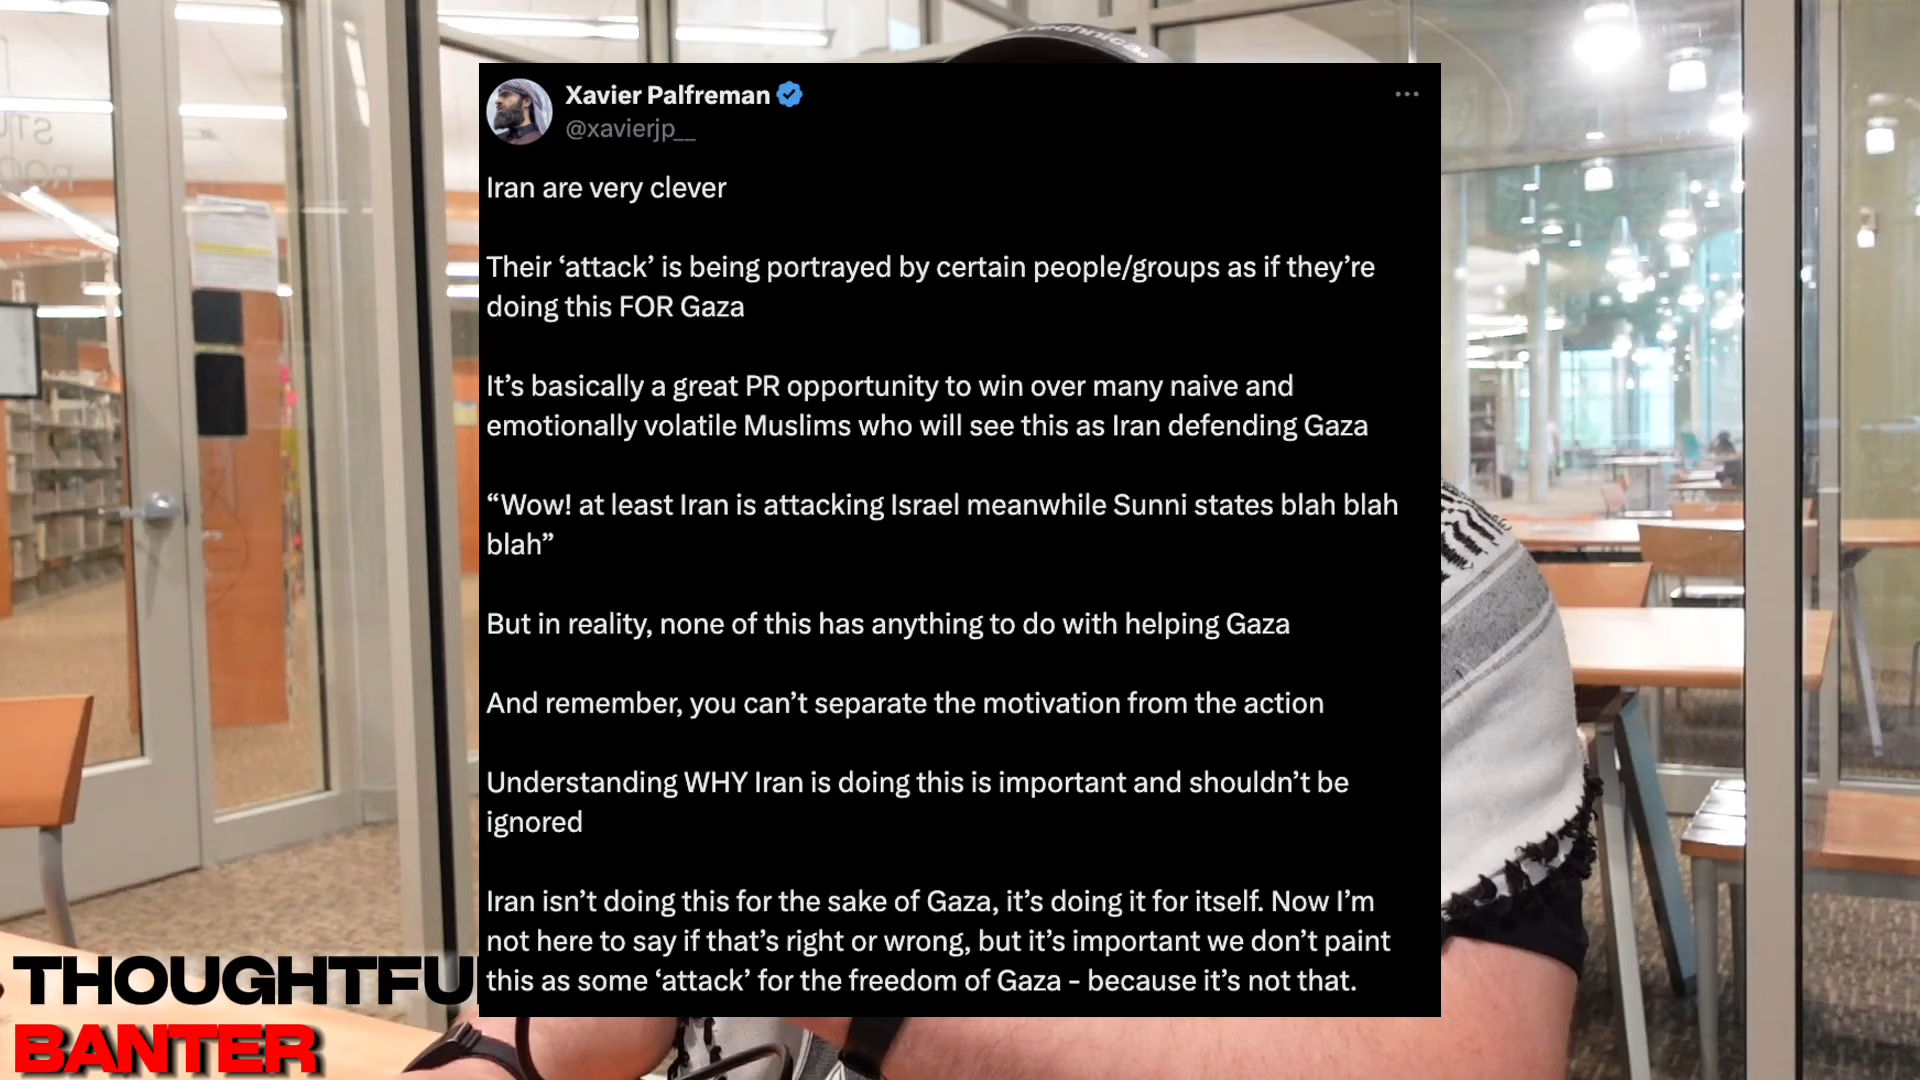 technica
Xavier Palfreman
@xavierjp__
Iran are very clever
Their ‘attack’ is being portrayed by certain people/groups as if they’re
doing this FOR Gaza
It’s basically a great PR opportunity to win over many naive and
emotionally volatile Muslims who will see this as Iran defending Gaza
“Wow! at least Iran is attacking Israel meanwhile Sunni states blah blah
blah”
But in reality, none of this has anything to do with helping Gaza
And remember, you can’t separate the motivation from the action
Understanding WHY Iran is doing this is important and shouldn’t be
ignored
Iran isn’t doing this for the sake of Gaza, it’s doing it for itself. Now I’m
not here to say if that’s right or wrong, but it’s important we don’t paint
this as some ‘attack’ for the freedom of Gaza - because it’s not that.
THOUGHTFU
BANTER